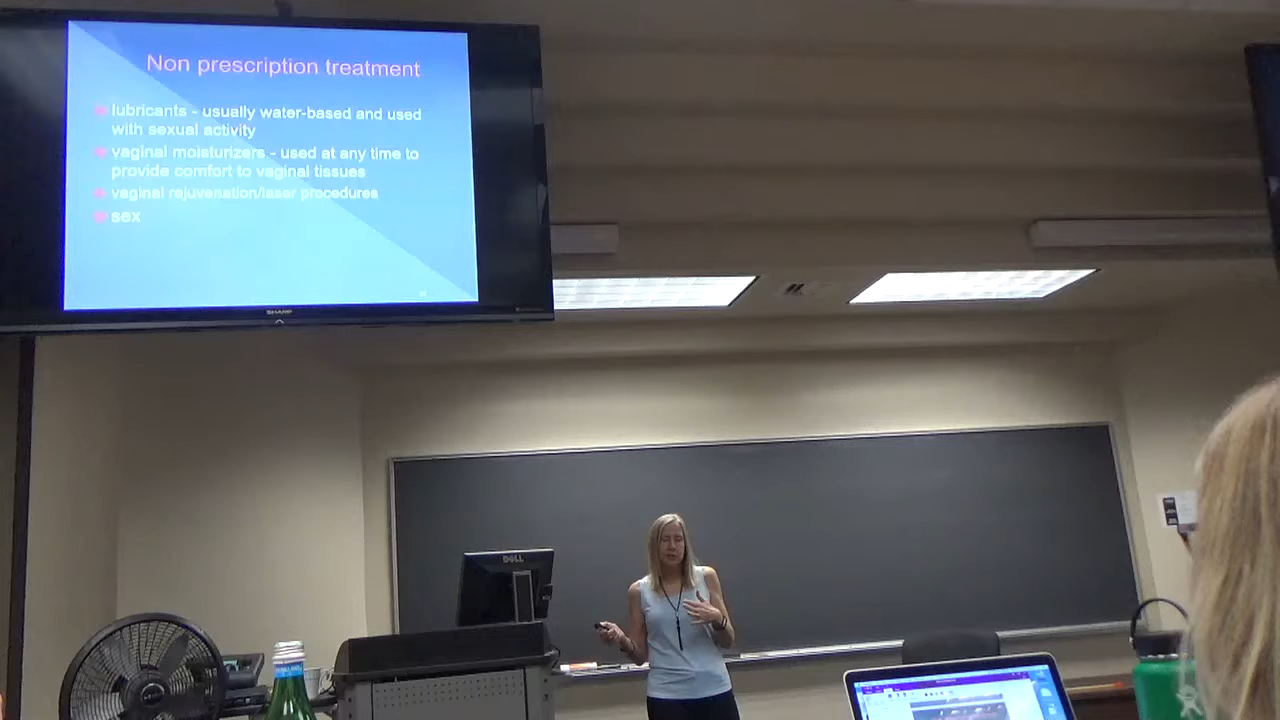 Non prescription treatment
lubricants - usually water-based and used
with sexual activity
vaginal moisturizers - used at any time to
provide comfort to vaginal tissues
vaginal rejuvenation/laser procedures
sex
SHARP
DELL